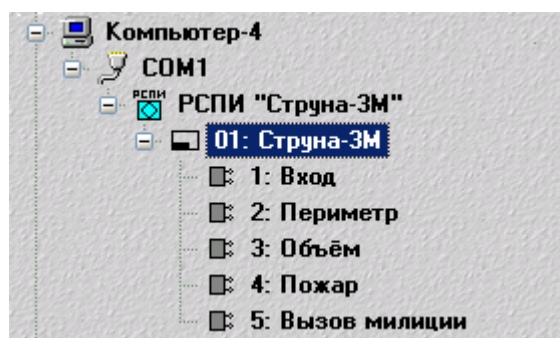 Компьютер-4
COM1
РСПИ РСПИ "Струна-3М"
01: Струна-3М
1: Вход
2: Периметр
3: Объём
4: Пожар
5: Вызов милиции